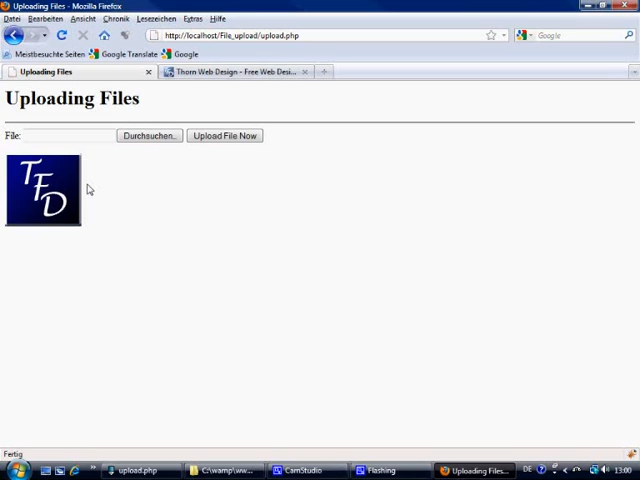 Uploading Files - Mozilla Firefox
Datei Bearbeiten Ansicht Chronik Lesezeichen Extras Hilfe
http://localhost/File_upload/upload.php
Google
Meistbesuchte Seiten Google Translate Google
Uploading Files
Thorn Web Design - Free Web Desi...
Uploading Files
File: Durchsuchen.. Upload File Now
TFD
Fertig
upload.php
C:\wamp\ww...
CamStudio
Flashing
Uploading Files...
DE
13:00